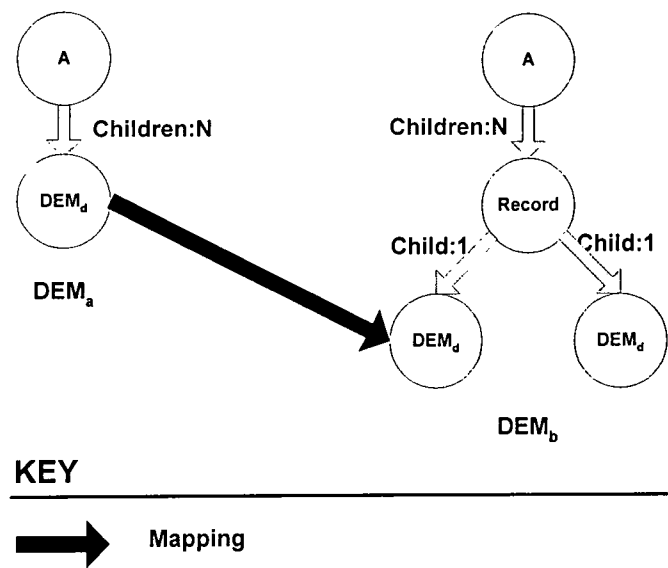 A
Children:N
DEMd
DEMa
A
Children:N
Record
Child:1
Child:1
DEMd
DEMd
DEMb
KEY
Mapping